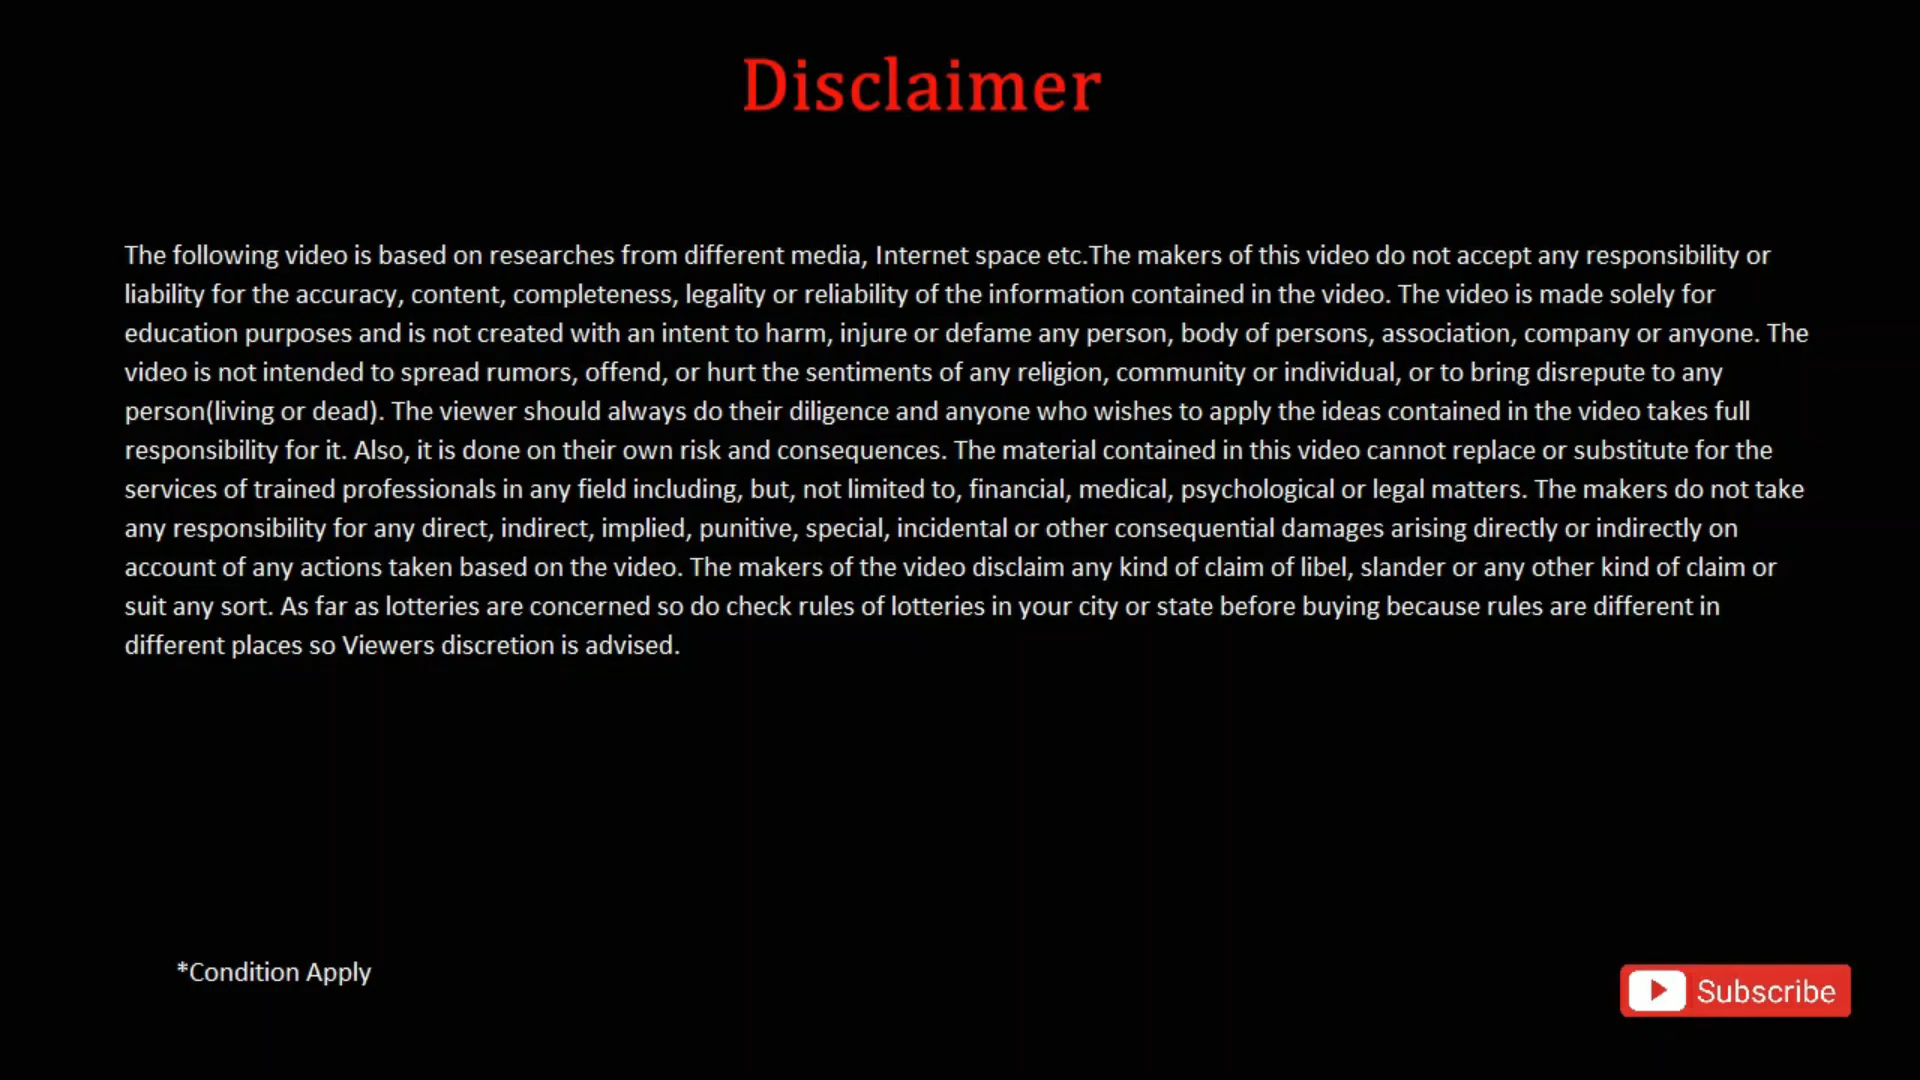 Disclaimer
The following video is based on researches from different media, Internet space etc.The makers of this video do not accept any responsibility or
liability for the accuracy, content, completeness, legality or reliability of the information contained in the video. The video is made solely for
education purposes and is not created with an intent to harm, injure or defame any person, body of persons, association, company or anyone. The
video is not intended to spread rumors, offend, or hurt the sentiments of any religion, community or individual, or to bring disrepute to any
person(living or dead). The viewer should always do their diligence and anyone who wishes to apply the ideas contained in the video takes full
responsibility for it. Also, it is done on their own risk and consequences. The material contained in this video cannot replace or substitute for the
services of trained professionals in any field including, but, not limited to, financial, medical, psychological or legal matters. The makers do not take
any responsibility for any direct, indirect, implied, punitive, special, incidental or other consequential damages arising directly or indirectly on
account of any actions taken based on the video. The makers of the video disclaim any kind of claim of libel, slander or any other kind of claim or
suit any sort. As far as lotteries are concerned so do check rules of lotteries in your city or state before buying because rules are different in
different places so Viewers discretion is advised.
*Condition Apply
Subscribe